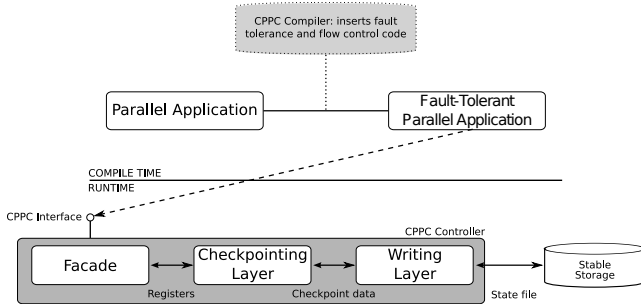 CPPC Compiler: inserts fault
tolerance and flow control code
Parallel Application
Fault-Tolerant
Parallel Application
COMPILE TIME
RUNTIME
CPPC Interface
CPPC Controller
Facade
Checkpointing
Layer
Writing
Layer
Stable
Storage
Registers
Checkpoint data
State file